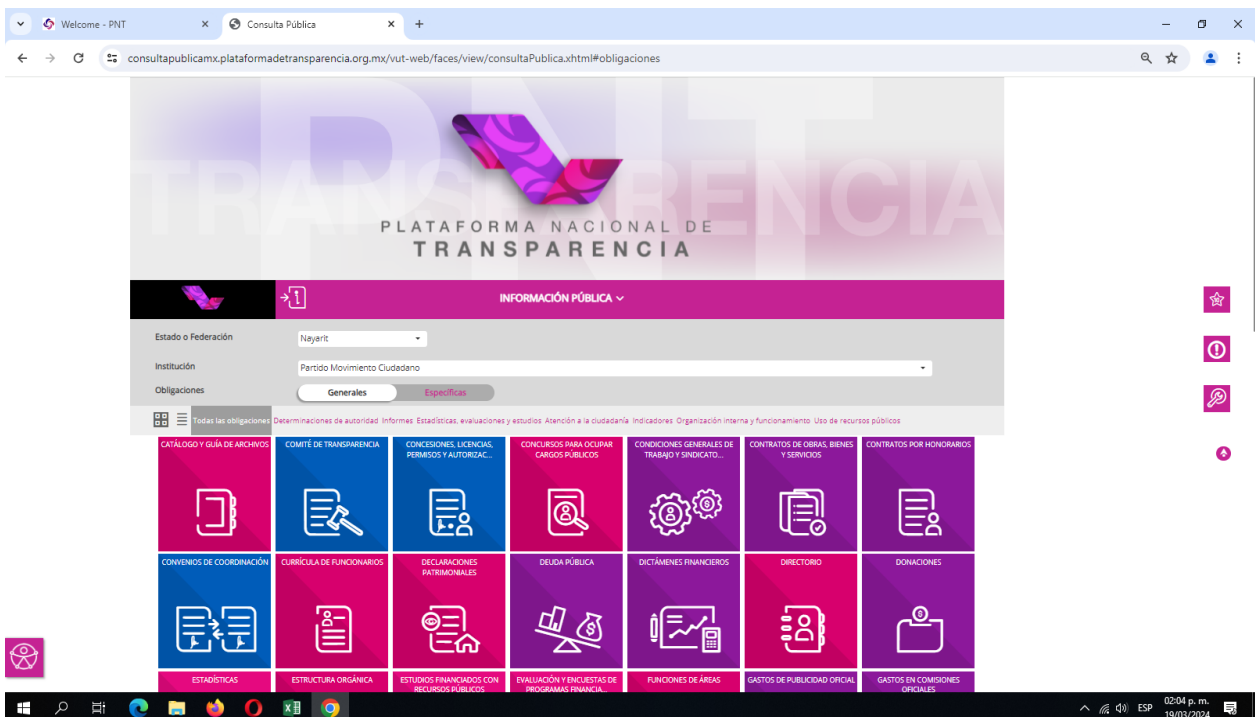 Welcome - PNT
Consulta Pública
consultapublicamx.plataformadetransparencia.org.mx/vut-web/faces/view/consultaPublica.xhtml#obligaciones
PNT
TRANSPARENCIA
PLATAFORMA NACIONAL DE
TRANSPARENCIA
INFORMACIÓN PÚBLICA
Estado o Federación
Nayarit
Institución
Partido Movimiento Ciudadano
Obligaciones
Generales
Específicas
Todas las obligaciones Determinaciones de autoridad Informes Estadísticas, evaluaciones y estudios Atención a la ciudadanía Indicadores Organización interna y funcionamiento Uso de recursos públicos
CATÁLOGO Y GUÍA DE ARCHIVOS
COMITÉ DE TRANSPARENCIA
CONCESIONES, LICENCIAS,
PERMISOS Y AUTORIZAC...
CONCURSOS PARA OCUPAR
CARGOS PÚBLICOS
CONDICIONES GENERALES DE
TRABAJO Y SINDICATO...
CONTRATOS DE OBRAS, BIENES
Y SERVICIOS
CONTRATOS POR HONORARIOS
CONVENIOS DE COORDINACIÓN
CURRÍCULA DE FUNCIONARIOS
DECLARACIONES
PATRIMONIALES
DEUDA PÚBLICA
DICTÁMENES FINANCIEROS
DIRECTORIO
DONACIONES
ESTADÍSTICAS
ESTRUCTURA ORGÁNICA
ESTUDIOS FINANCIADOS CON
RECURSOS PÚBLICOS
EVALUACIÓN Y ENCUESTAS DE
PROGRAMAS FINANCIA...
FUNCIONES DE ÁREAS
GASTOS DE PUBLICIDAD OFICIAL
GASTOS EN COMISIONES
OFICIALES
ESP
02:04 p. m.
19/03/2024